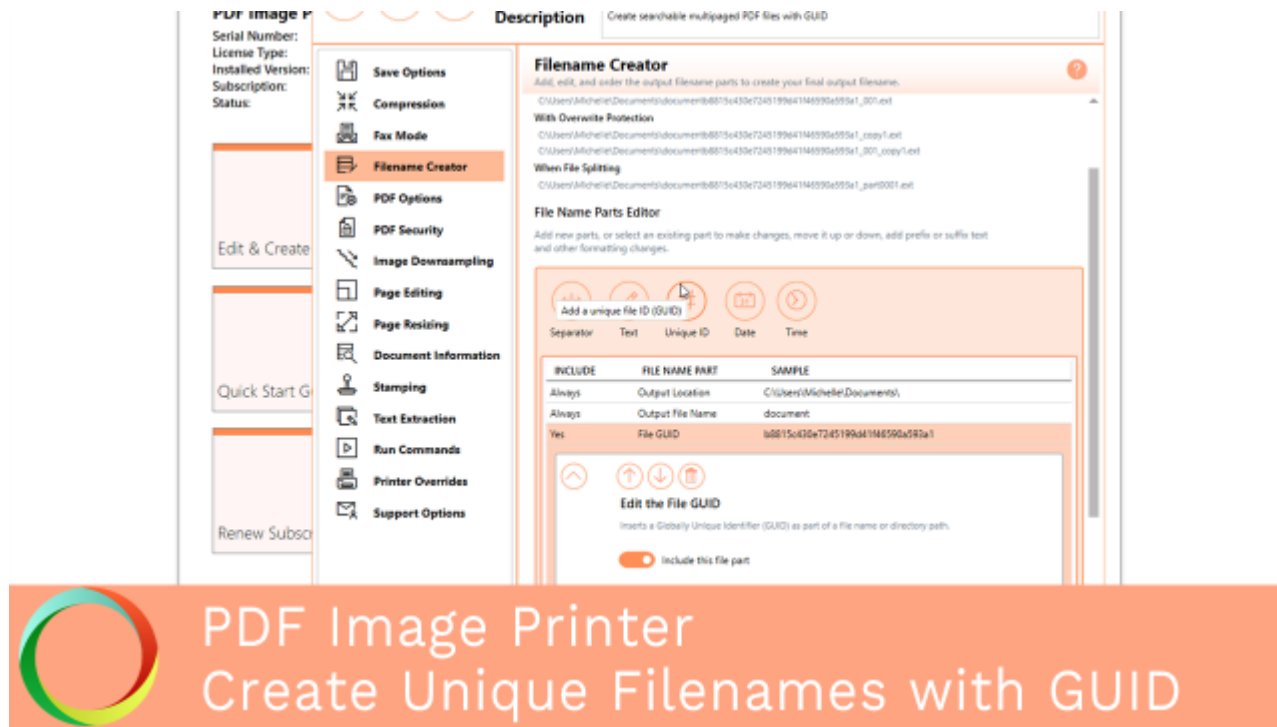 PDF Image P
Description
Create searchable multipaged PDF files with GUID
Serial Number:
License Type:
Installed Version:
Subscription:
Status:
Edit & Create
Quick Start G
Renew Subscr
Save Options
Compression
Fax Mode
Filename Creator
PDF Options
PDF Security
Image Downsampling
Page Editing
Page Resizing
Document Information
Stamping
Text Extraction
Run Commands
Printer Overrides
Support Options
Filename Creator
?
Add, edit, and order the output filename parts to create your final output filename.
With Overwrite Protection
When File Splitting
File Name Parts Editor
Add new parts, or select an existing part to make changes, move it up or down, add prefix or suffix text
and other formatting changes.
Add a unique file ID (GUID)
Separator Text Unique ID Date Time
INCLUDE FILE NAME PART SAMPLE
Always Output Location C:\Users\Michelle\Documents\
Always Output File Name document
Yes File GUID
Edit the File GUID
Inserts a Globally Unique Identifier (GUID) as part of a file name or directory path.
Include this file part
PDF Image Printer
Create Unique Filenames with GUID